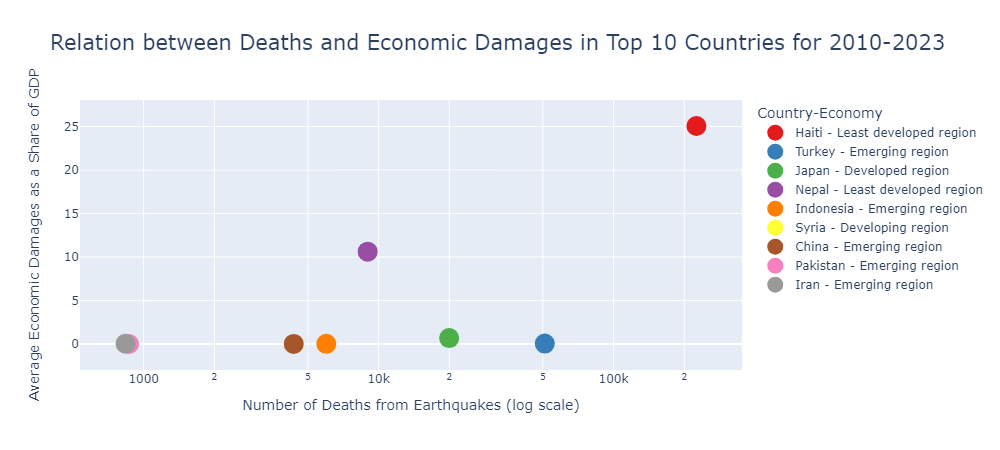 Relation between Deaths and Economic Damages in Top 10 Countries for 2010-2023
Average Economic Damages as a Share of GDP
25
20
15
10
5
0
1000
2
5
10k
2
5
100k
2
Number of Deaths from Earthquakes (log scale)
Country-Economy
Haiti - Least developed region
Turkey - Emerging region
Japan - Developed region
Nepal - Least developed region
Indonesia - Emerging region
Syria - Developing region
China - Emerging region
Pakistan - Emerging region
Iran - Emerging region